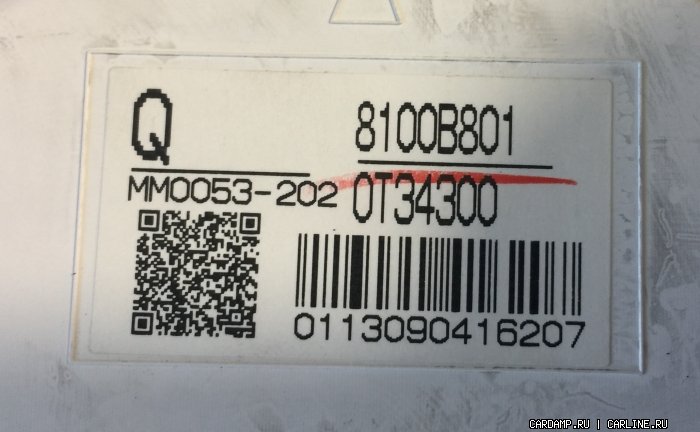 Q
8100B801
MM0053-202
0T34300
0113090416207
CARDAMP.RU | CARLINE.RU